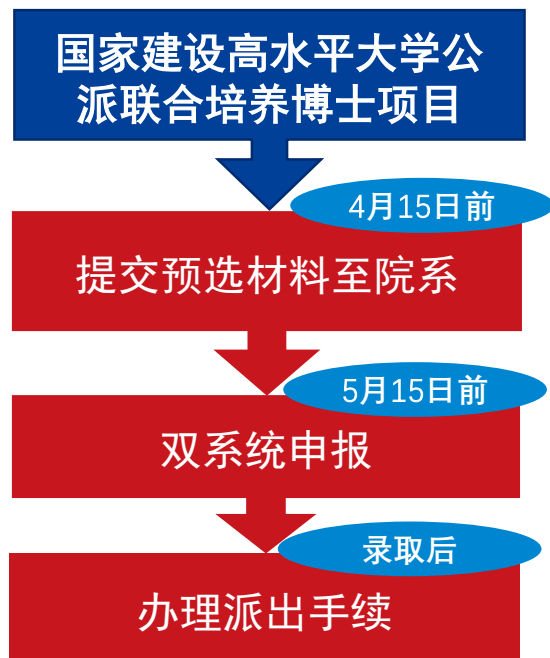 国家建设高水平大学公
派联合培养博士项目
4月15日前
提交预选材料至院系
5月15日前
双系统申报
录取后
办理派出手续